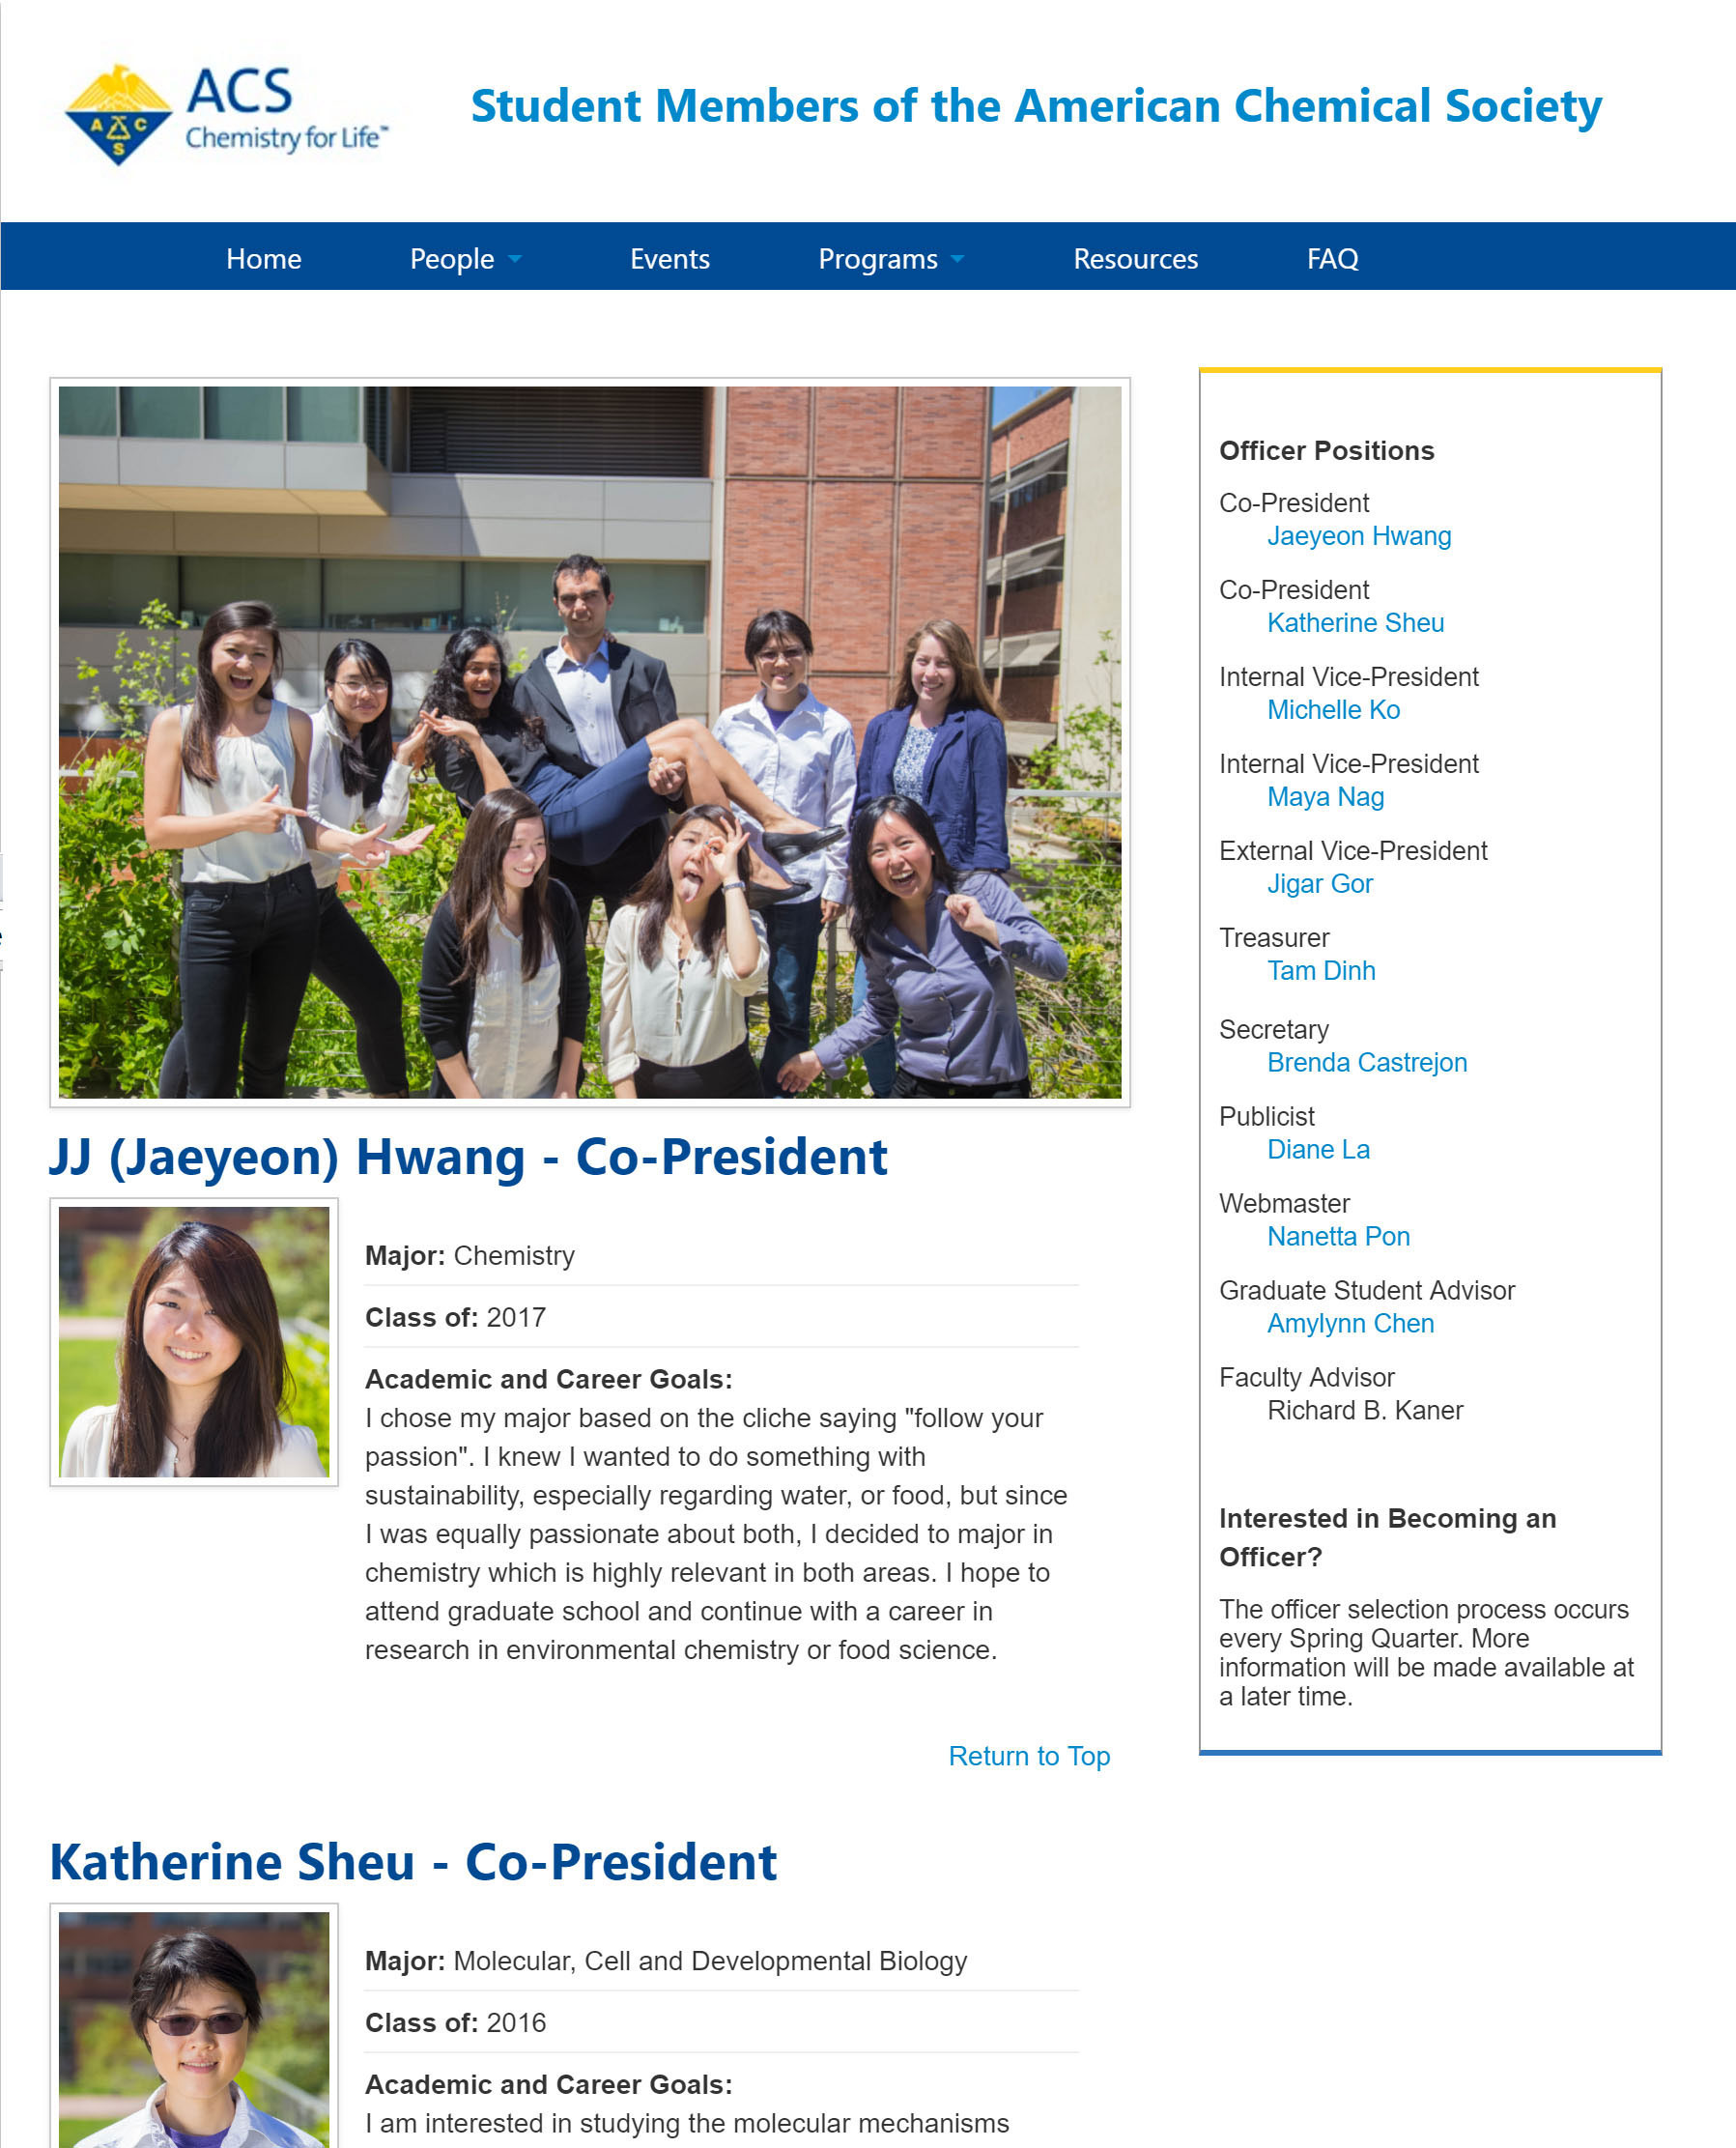 ACS
Chemistry for Life™
A C S
Student Members of the American Chemical Society
Home People Events Programs Resources FAQ
JJ (Jaeyeon) Hwang - Co-President
Major: Chemistry
Class of: 2017
Academic and Career Goals:
I chose my major based on the cliche saying "follow your
passion". I knew I wanted to do something with
sustainability, especially regarding water, or food, but since
I was equally passionate about both, I decided to major in
chemistry which is highly relevant in both areas. I hope to
attend graduate school and continue with a career in
research in environmental chemistry or food science.
Return to Top
Katherine Sheu - Co-President
Major: Molecular, Cell and Developmental Biology
Class of: 2016
Academic and Career Goals:
I am interested in studying the molecular mechanisms
Officer Positions
Co-President
Jaeyeon Hwang
Co-President
Katherine Sheu
Internal Vice-President
Michelle Ko
Internal Vice-President
Maya Nag
External Vice-President
Jigar Gor
Treasurer
Tam Dinh
Secretary
Brenda Castrejon
Publicist
Diane La
Webmaster
Nanetta Pon
Graduate Student Advisor
Amylynn Chen
Faculty Advisor
Richard B. Kaner
Interested in Becoming an
Officer?
The officer selection process occurs
every Spring Quarter. More
information will be made available at
a later time.